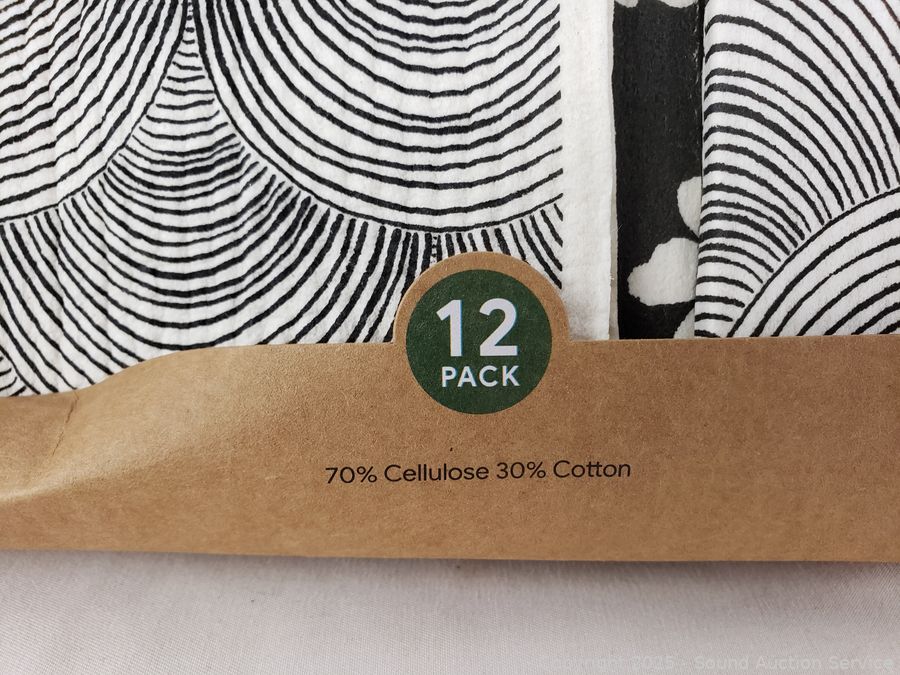 12
PACK
70% Cellulose 30% Cotton
Copyright 2025 - Sound Auction Service